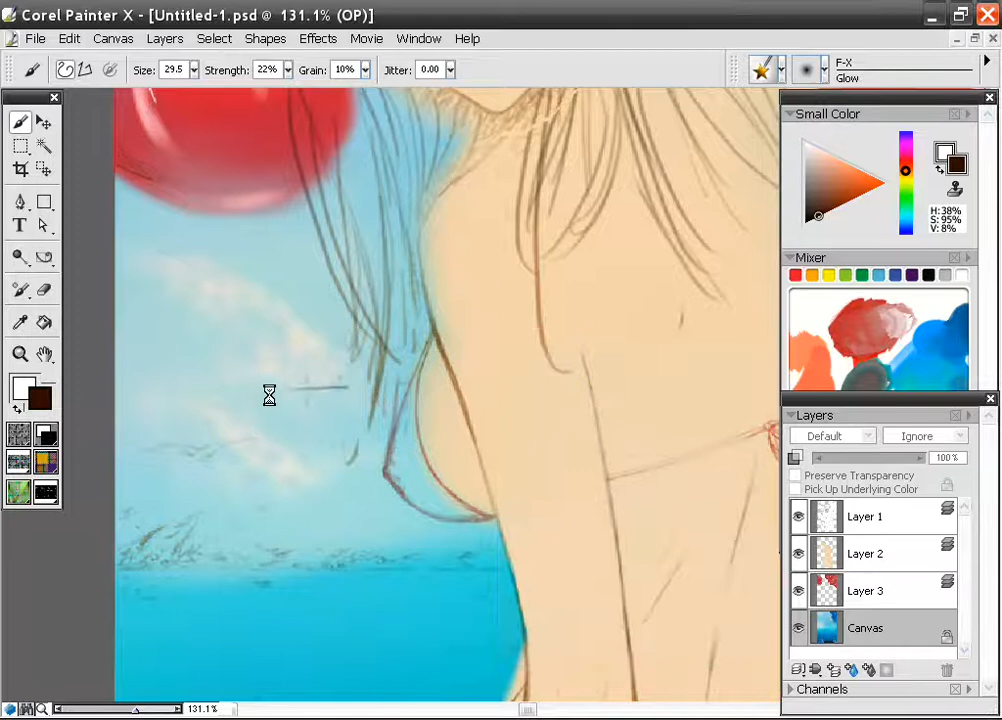 Corel Painter X - [Untitled-1.psd @ 131.1% (OP)]
File Edit Canvas Layers Select Shapes Effects Movie Window Help
Size: 29.5 Strength: 22% Grain: 10% Jitter: 0.00
F-X
Glow
Small Color
H: 38%
S: 95%
V: 8%
Mixer
Layers
Default Ignore
100%
Preserve Transparency
Pick Up Underlying Color
Layer 1
Layer 2
Layer 3
Canvas
Channels
131.1%